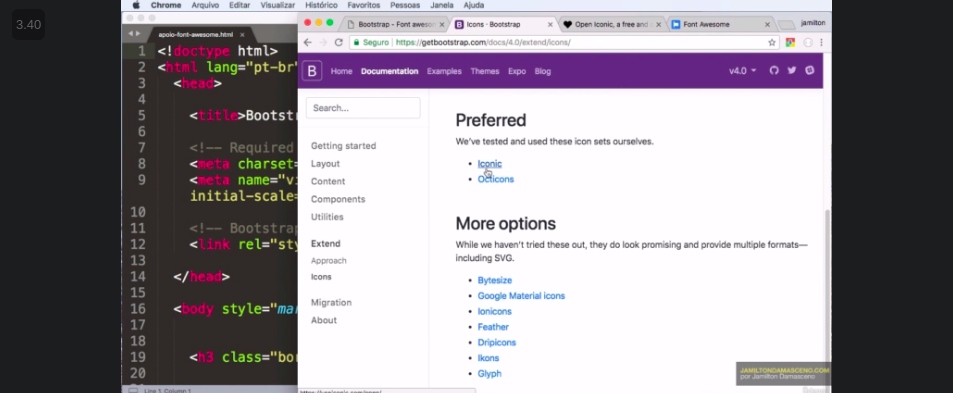 3.40
Chrome Arquivo Editar Visualizar Histórico Favoritos Pessoas Janela Ajuda
apoio-font-awesome.html
Bootstrap - Font awesom
Icons · Bootstrap
Open Iconic, a free and
Font Awesome
jamilton
Seguro https://getbootstrap.com/docs/4.0/extend/icons/
B Home Documentation Examples Themes Expo Blog v4.0
1 <!doctype html>
2 <html lang="pt-br"
3 <head>
4
5 <title>Bootst
6
7 <!-- Required
8 <meta charset=
9 <meta name="vi
initial-scale=
10
11 <!-- Bootstrap
12 <link rel="sty
13
14 </head>
15
16 <body style="mar
17
18
19 <h3 class="bor
20
Line 1, Column 1
Search...
Getting started
Layout
Content
Components
Utilities
Extend
Approach
Icons
Migration
About
Preferred
We've tested and used these icon sets ourselves.
Iconic
Octicons
More options
While we haven't tried these out, they do look promising and provide multiple formats—
including SVG.
Bytesize
Google Material icons
Ionicons
Feather
Dripicons
Ikons
Glyph
JAMILTONDAMASCENO.COM
por Jamilton Damasceno